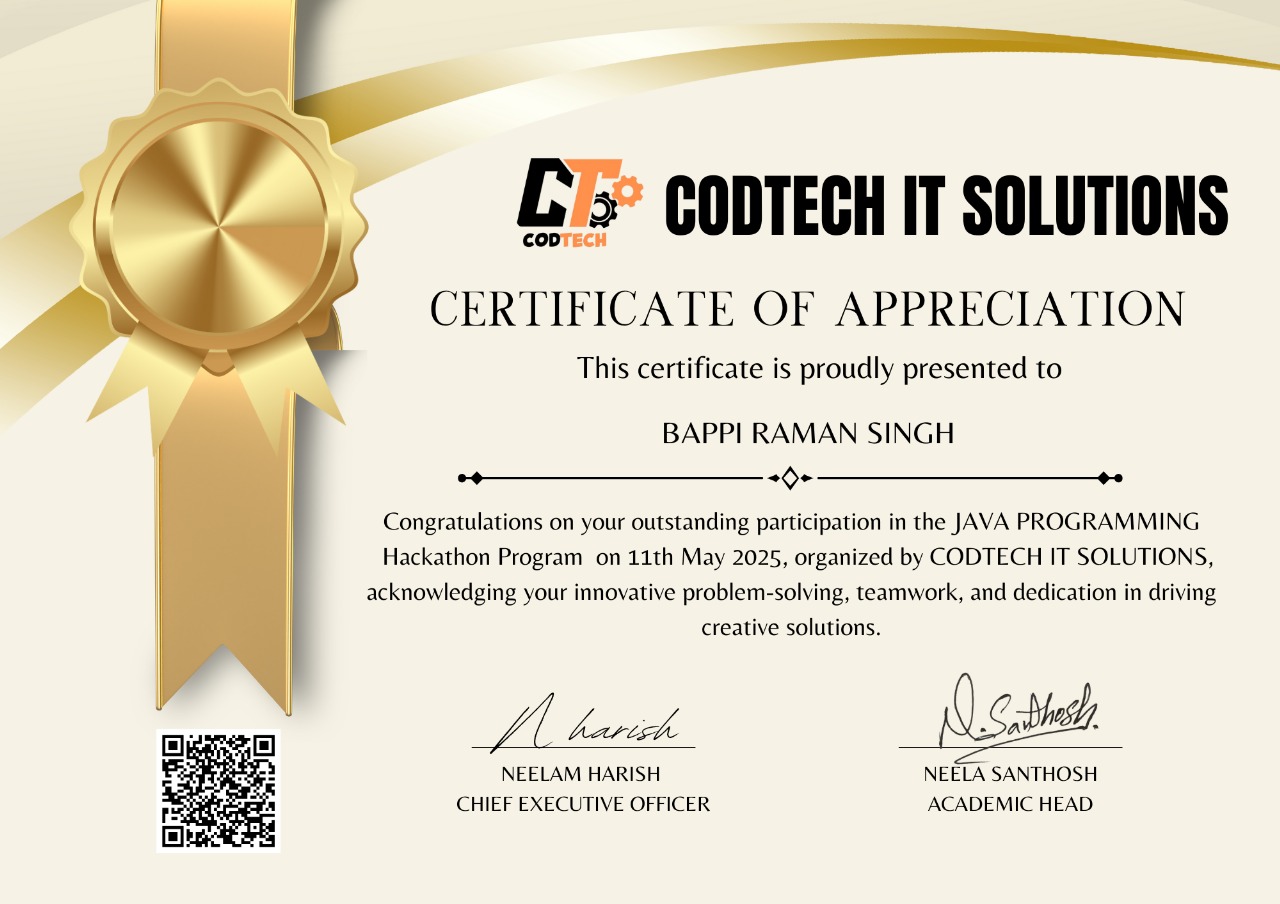 CT
CODTECH
CODTECH IT SOLUTIONS
CERTIFICATE OF APPRECIATION
This certificate is proudly presented to
BAPPI RAMAN SINGH
Congratulations on your outstanding participation in the JAVA PROGRAMMING
Hackathon Program on 11th May 2025, organized by CODTECH IT SOLUTIONS,
acknowledging your innovative problem-solving, teamwork, and dedication in driving
creative solutions.
N harish
N.Santhosh.
NEELAM HARISH
NEELA SANTHOSH
CHIEF EXECUTIVE OFFICER
ACADEMIC HEAD